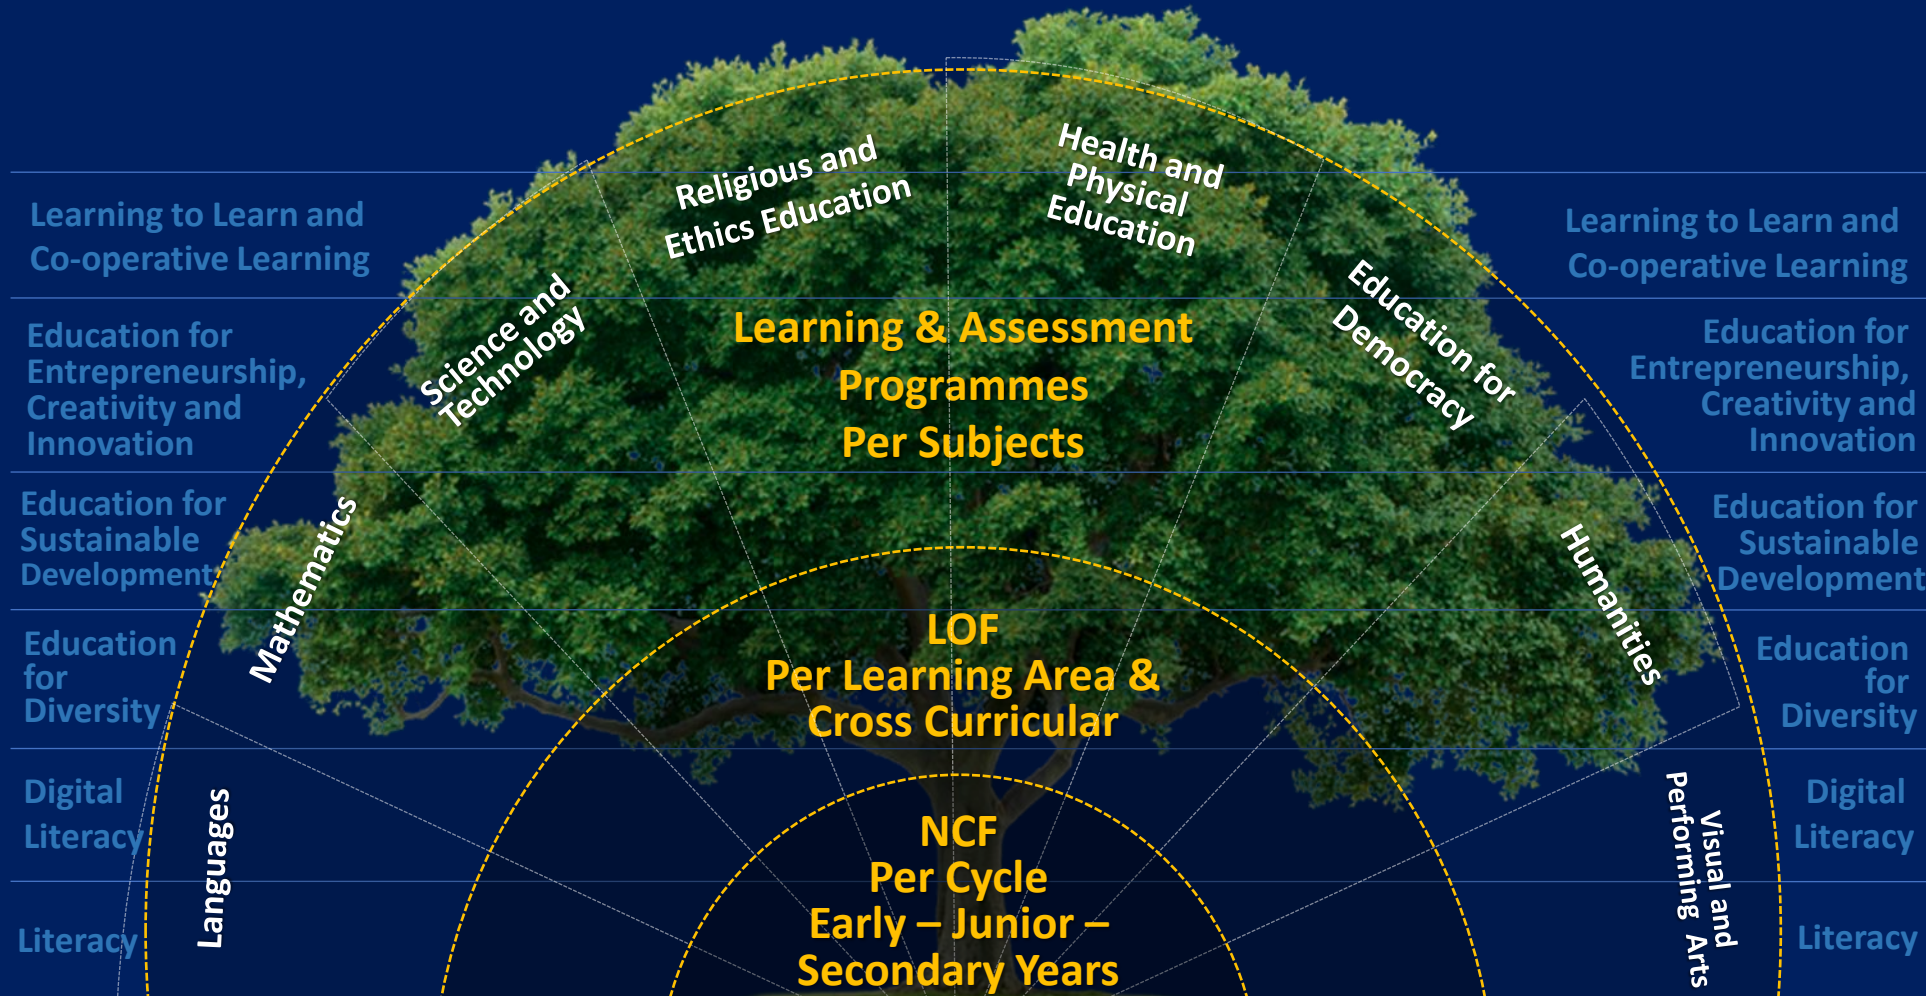 Religious and
Ethics Education
Health and
Physical
Education
Learning to Learn and
Co-operative Learning
Learning to Learn and
Co-operative Learning
Science and
Technology
Education for
Democracy
Learning & Assessment
Programmes
Per Subjects
Education for
Entrepreneurship,
Creativity and
Innovation
Education for
Entrepreneurship,
Creativity and
Innovation
Education for
Sustainable
Development
Mathematics
Humanities
Education for
Sustainable
Development
LOF
Per Learning Area &
Cross Curricular
Education
for
Diversity
Education
for
Diversity
Digital
Literacy
Languages
Visual and
Performing Arts
Digital
Literacy
NCF
Per Cycle
Early – Junior –
Secondary Years
Literacy
Literacy